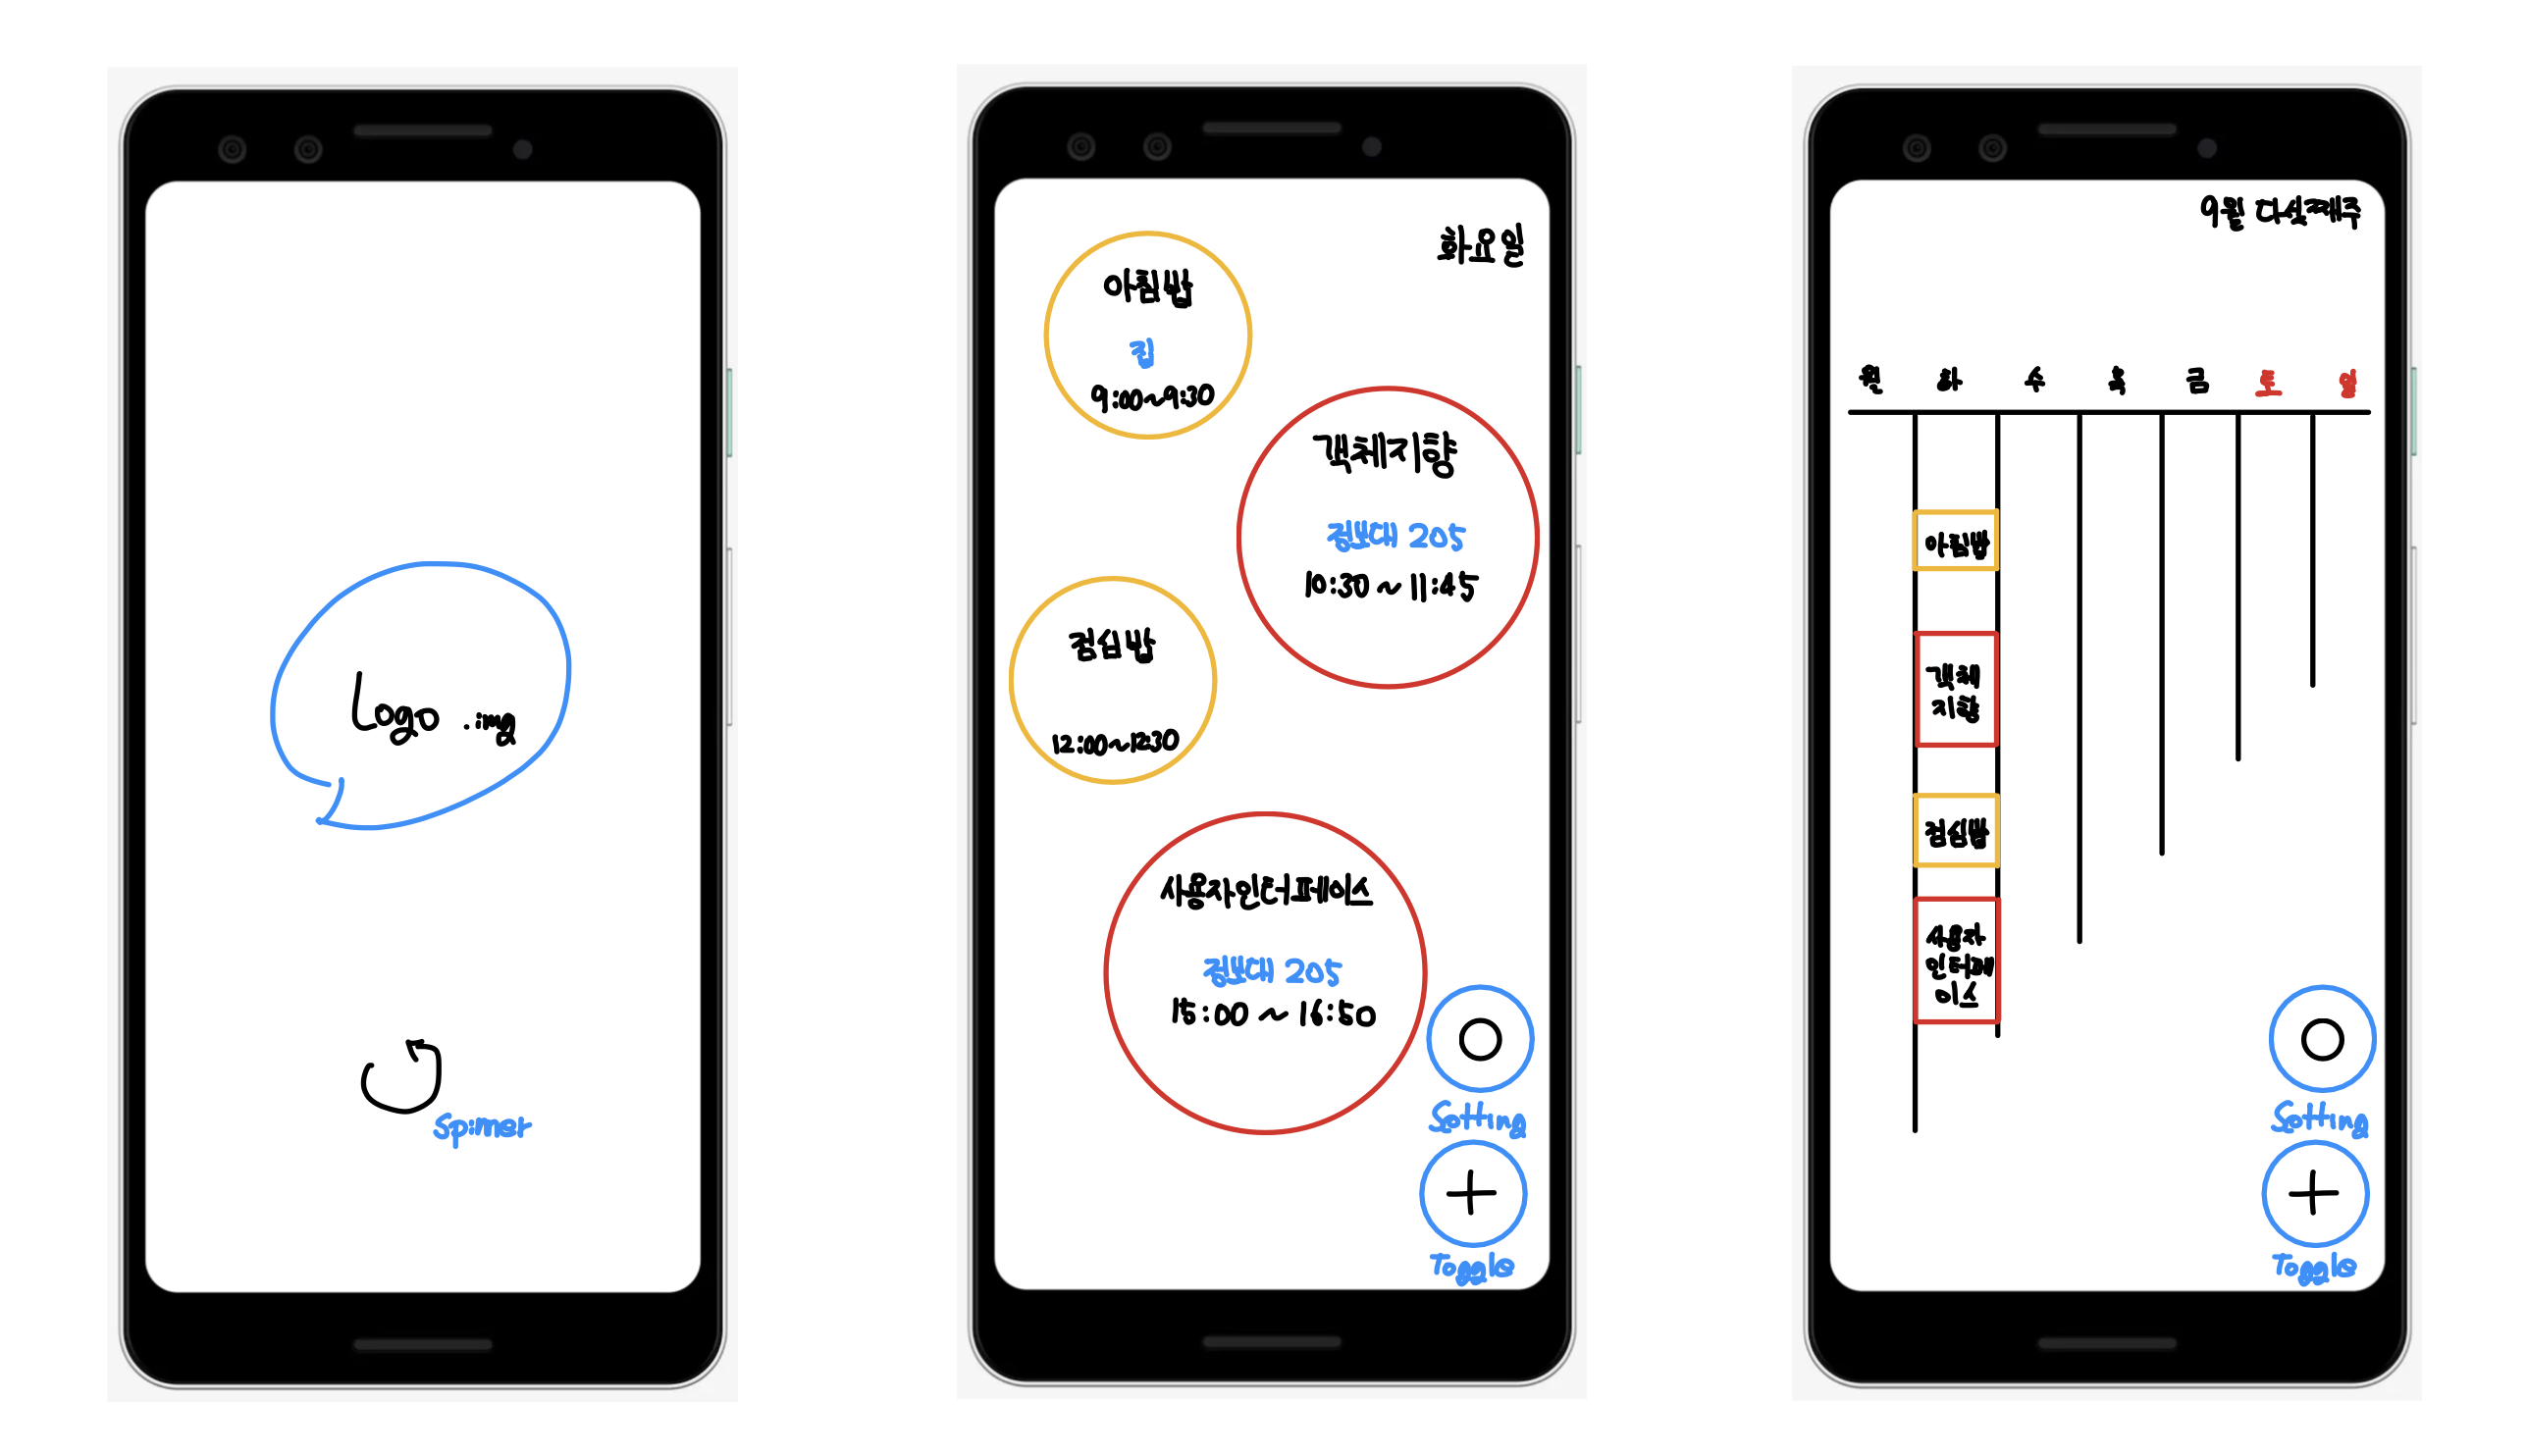 Logo .img
Spinner
화요일
아침밥
집
9:00~9:30
객체지향
정보대 205
10:30 ~ 11:45
점심밥
12:00~12:30
사용자인터페이스
정보대 205
15:00 ~ 16:50
Setting
Toggle
9월 다섯째주
월 화 수 목 금 토 일
아침밥
객체
지향
점심밥
사용자
인터페
이스
Setting
Toggle